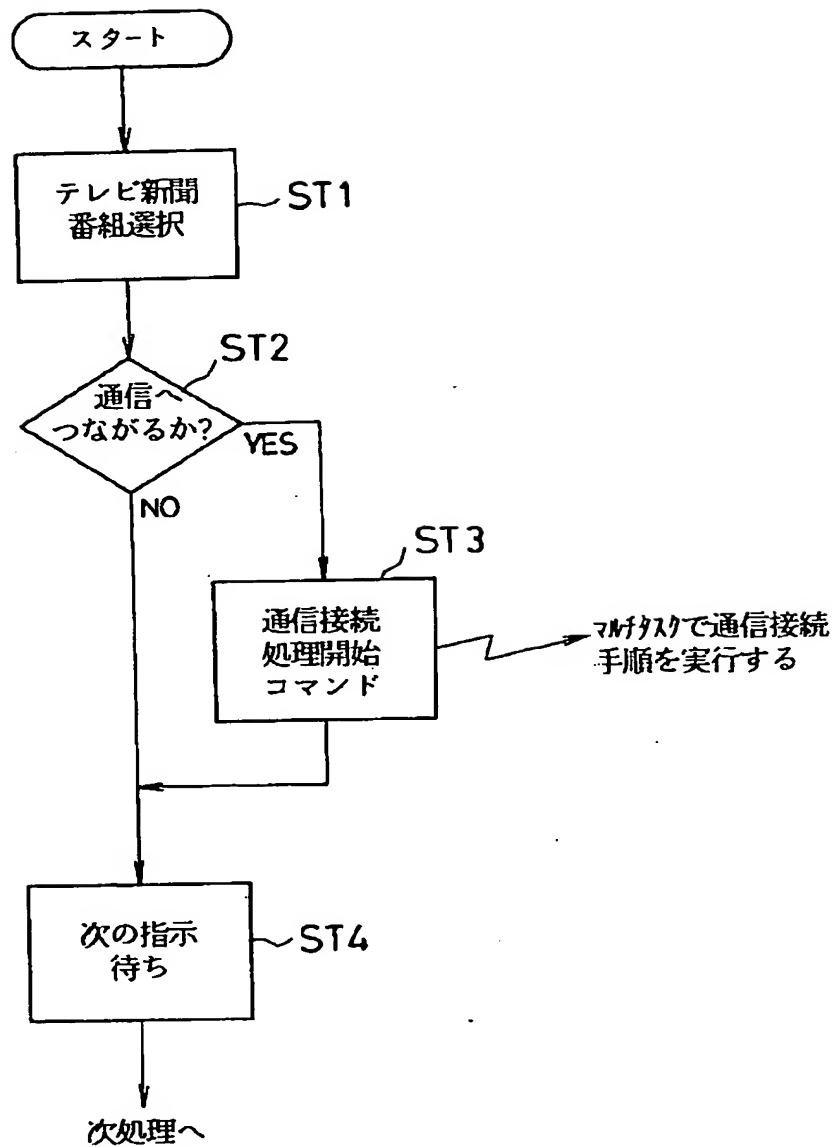 スタート
テレビ新聞
番組選択
ST1
ST2
通信へ
つながるか?
YES
NO
ST3
通信接続
処理開始
コマンド
マルチタスクで通信接続
手順を実行する
次の指示
待ち
ST4
次処理へ